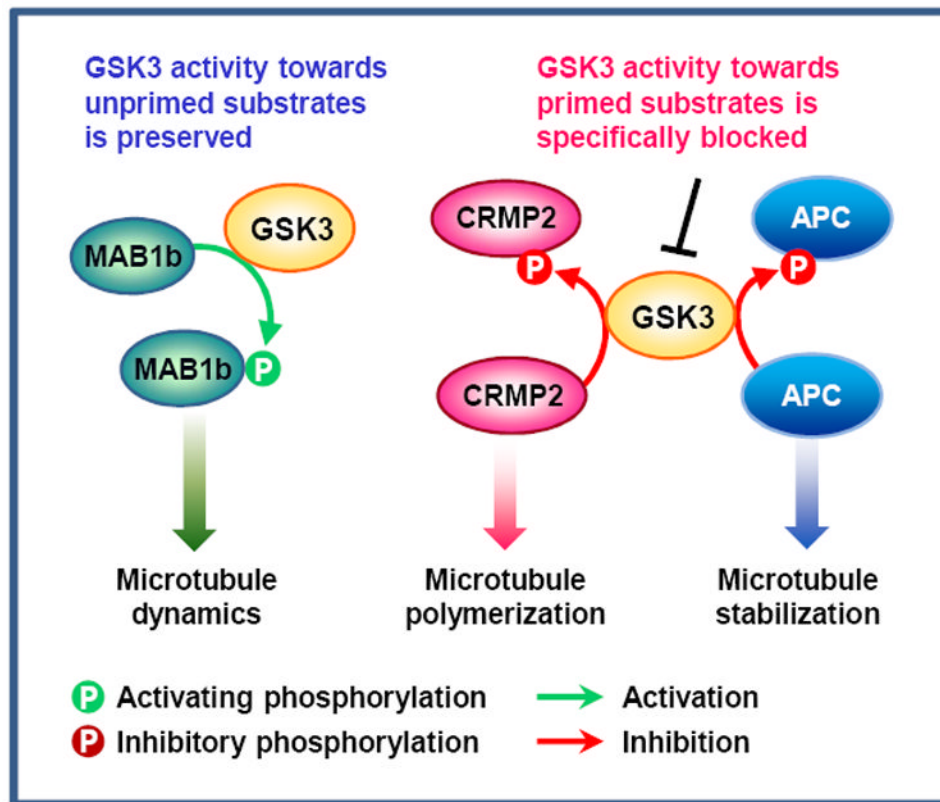 GSK3 activity towards
unprimed substrates
is preserved
GSK3 activity towards
primed substrates is
specifically blocked
MAB1b
GSK3
MAB1b P
CRMP2
P
GSK3
APC
P
CRMP2
APC
Microtubule
dynamics
Microtubule
polymerization
Microtubule
stabilization
P Activating phosphorylation
Activation
P Inhibitory phosphorylation
Inhibition